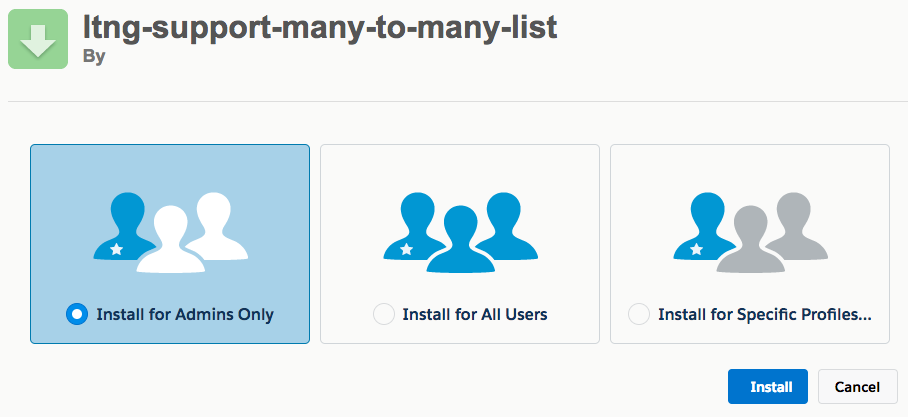 ltng-support-many-to-many-list
By
Install for Admins Only
Install for All Users
Install for Specific Profiles...
Install
Cancel